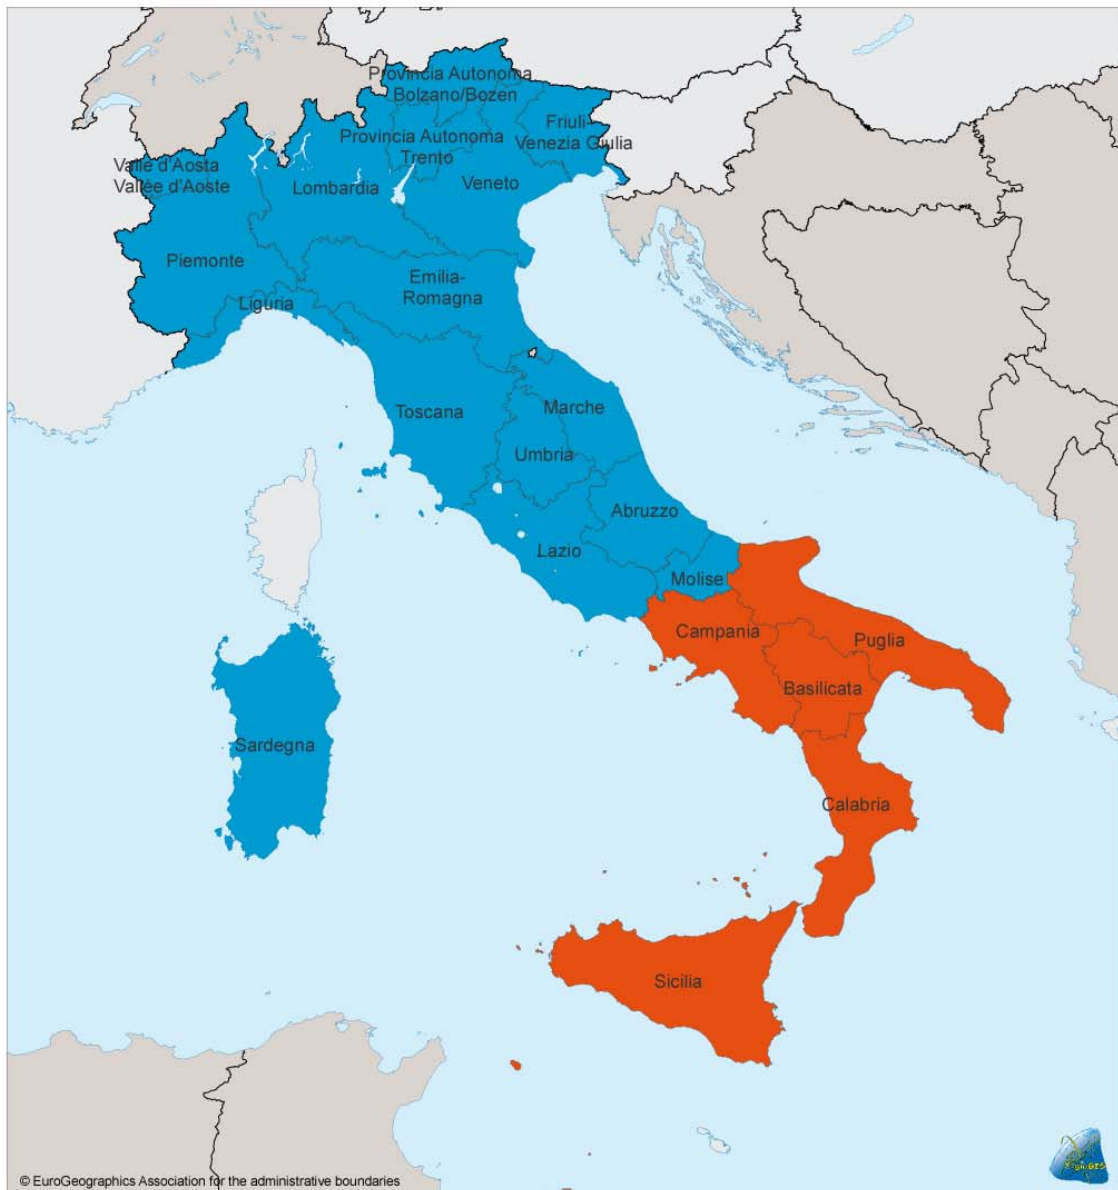 Provincia Autonoma
Bolzano/Bozen
Friuli-
Venezia Giulia
Provincia Autonoma
Trento
Valle d'Aosta
Vallée d'Aoste
Lombardia
Veneto
Piemonte
Emilia-
Romagna
Liguria
Toscana
Marche
Umbria
Abruzzo
Lazio
Molise
Campania
Puglia
Basilicata
Sardegna
Calabria
Sicilia
© EuroGeographics Association for the administrative boundaries